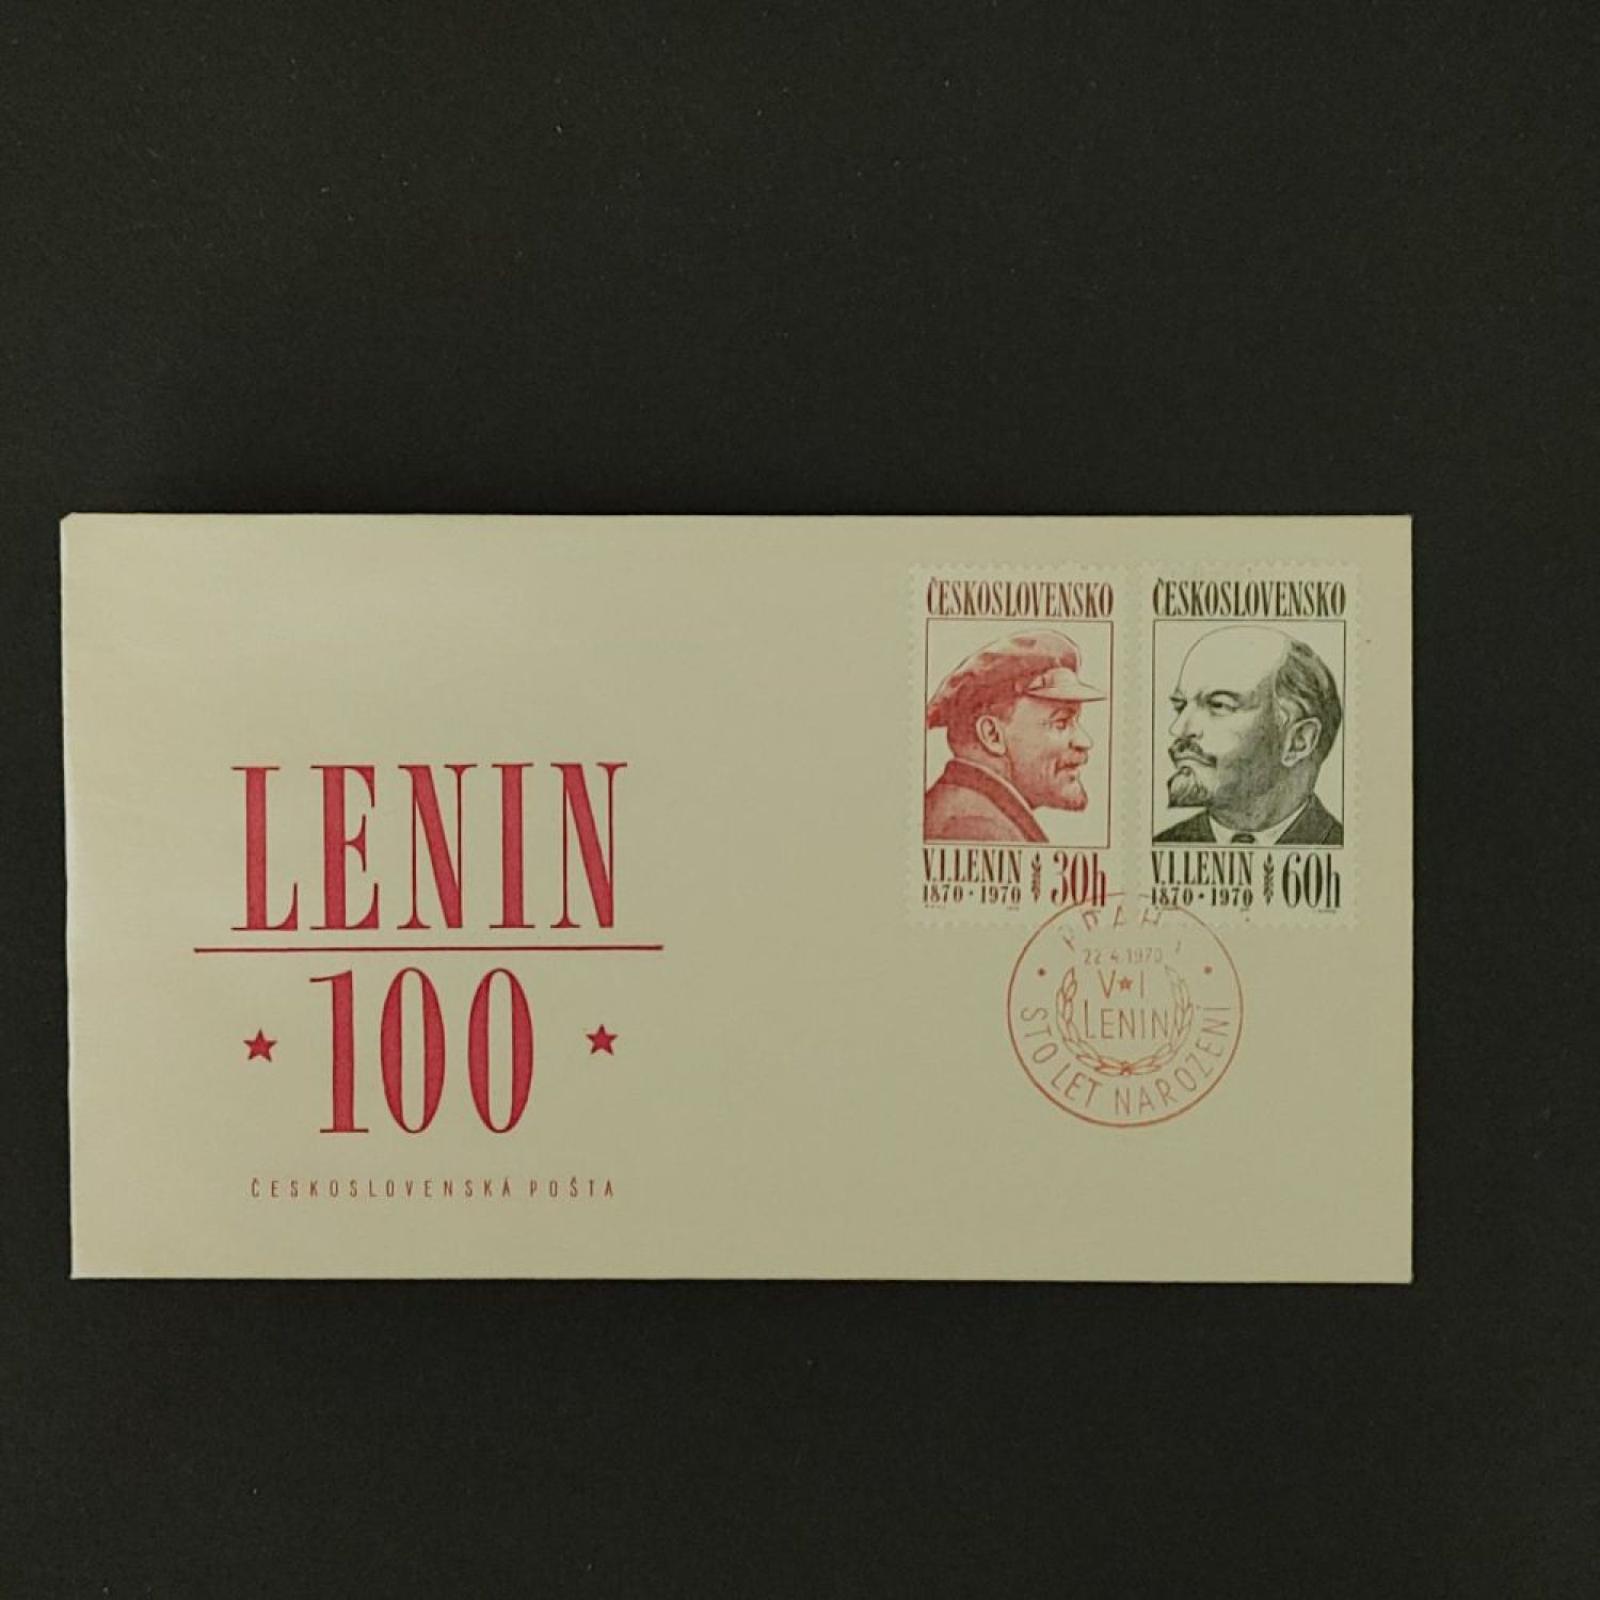 ČESKOSLOVENSKO
V.I.LENIN 30h
1870 · 1970
ČESKOSLOVENSKO
V.I.LENIN 60h
1870 · 1970
LENIN
100
ČESKOSLOVENSKÁ POŠTA
22.4.1970
V★I
LENIN
STO LET NAROZENÍ